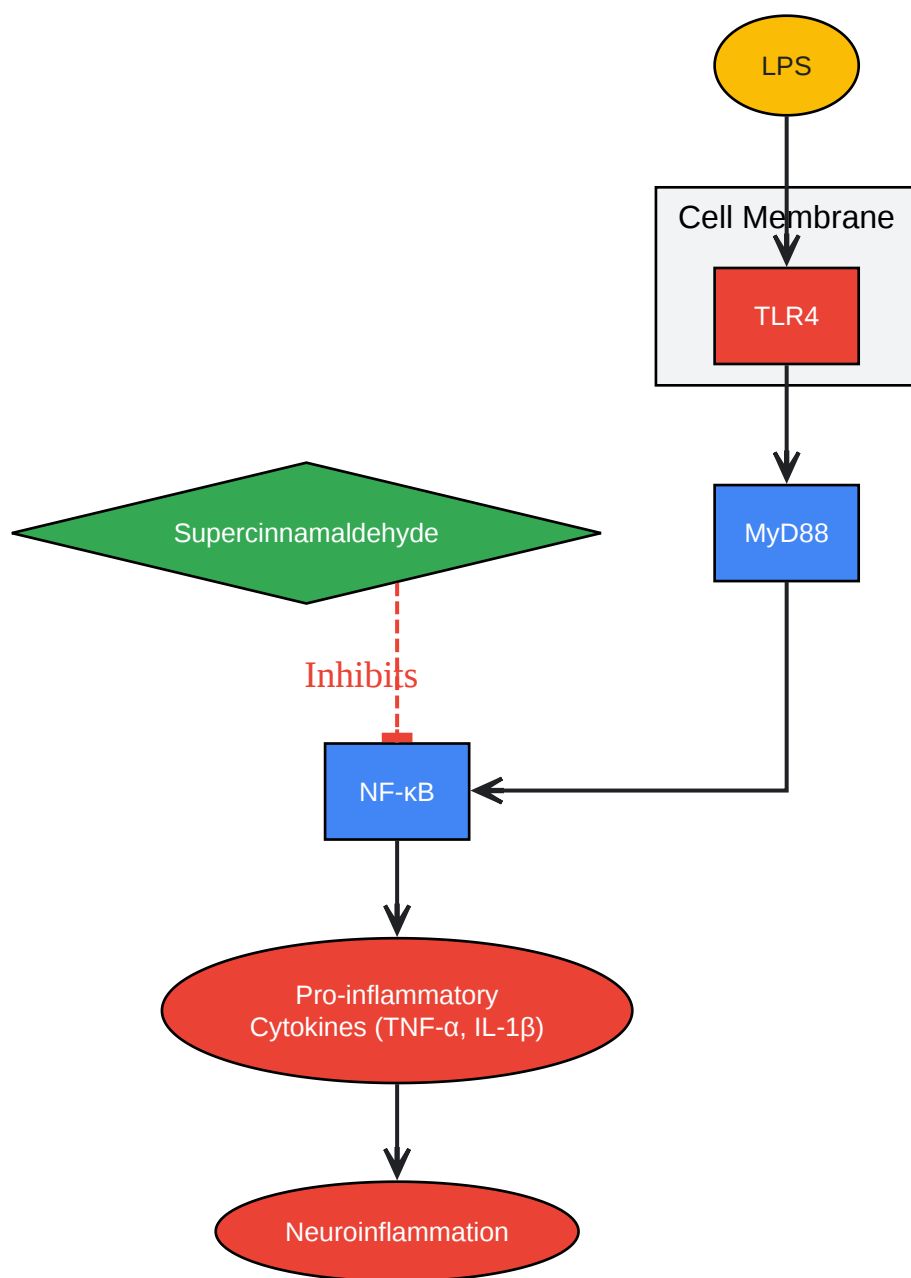 LPS
Cell Membrane
TLR4
Supercinnamaldehyde
MyD88
Inhibits
NF-κB
Pro-inflammatory
Cytokines (TNF-α, IL-1β)
Neuroinflammation